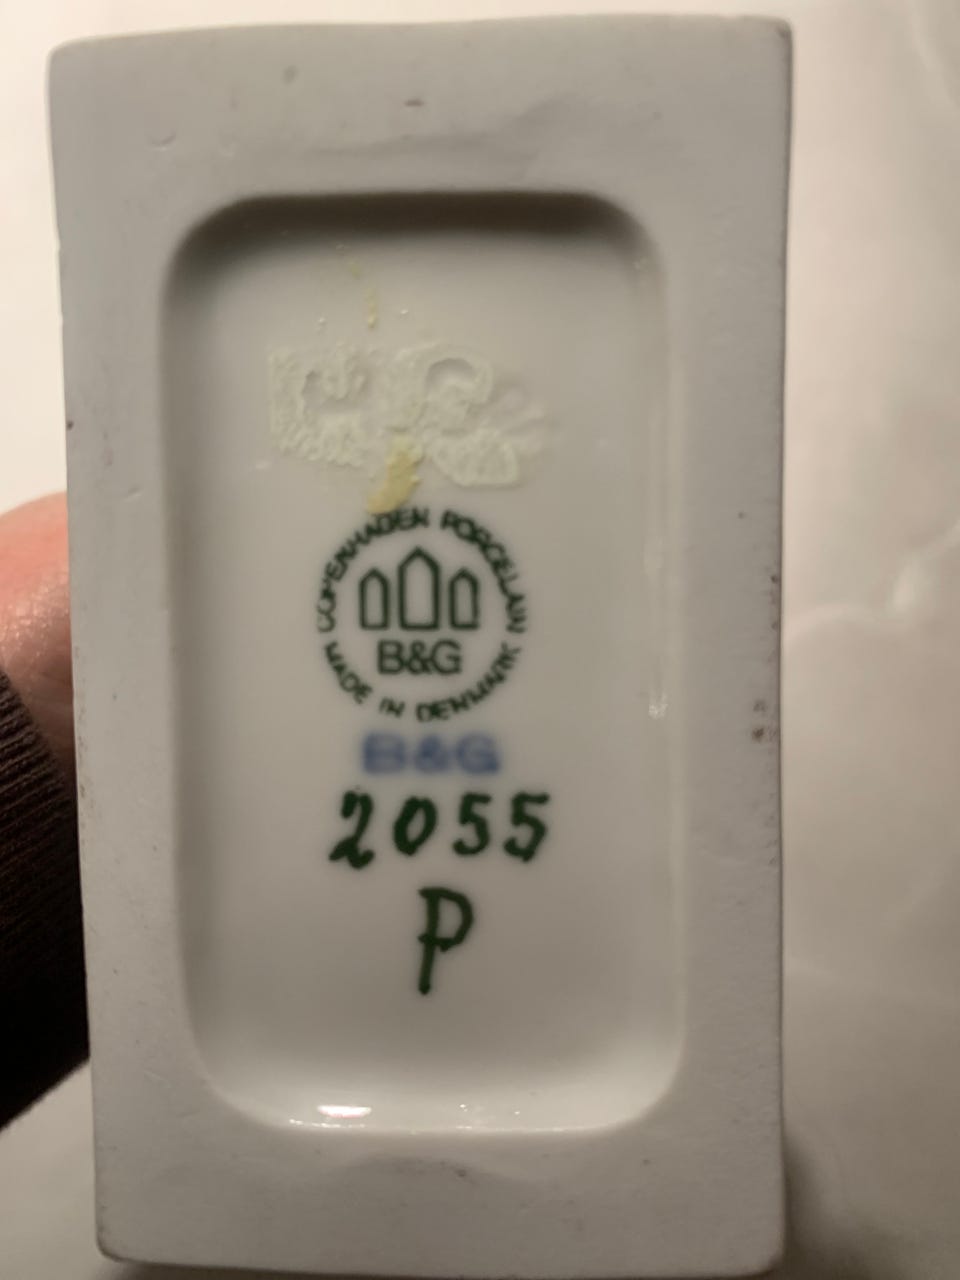 COPENHAGEN PORCELAIN
B&G
MADE IN DENMARK
B&G
2055
P